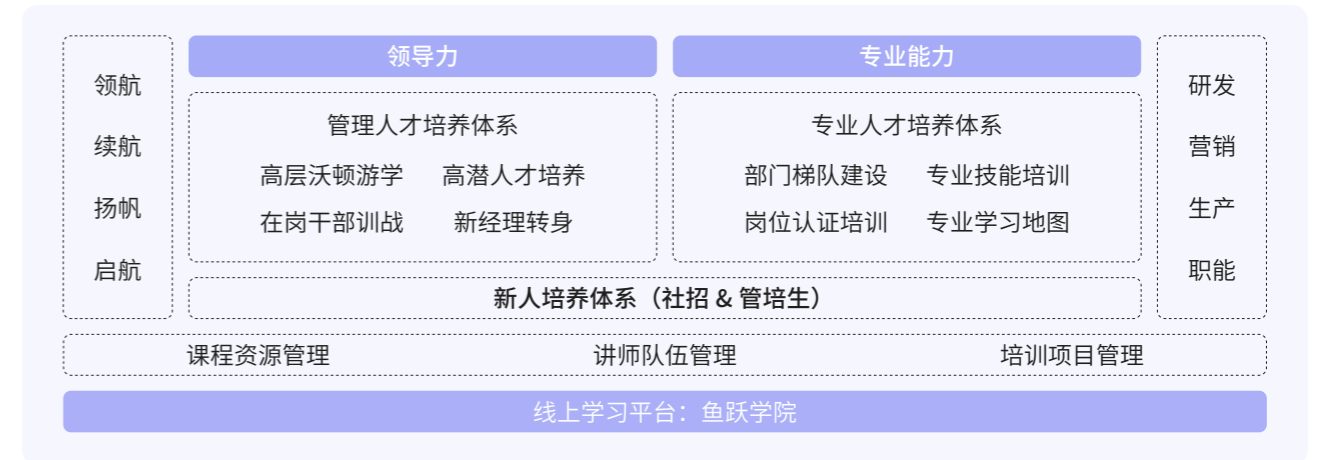 领航
续航
扬帆
启航
领导力
管理人才培养体系
高层沃顿游学 高潜人才培养
在岗干部训战 新经理转身
专业能力
专业人才培养体系
部门梯队建设 专业技能培训
岗位认证培训 专业学习地图
研发
营销
生产
职能
新人培养体系（社招 & 管培生）
课程资源管理 讲师队伍管理 培训项目管理
线上学习平台：鱼跃学院